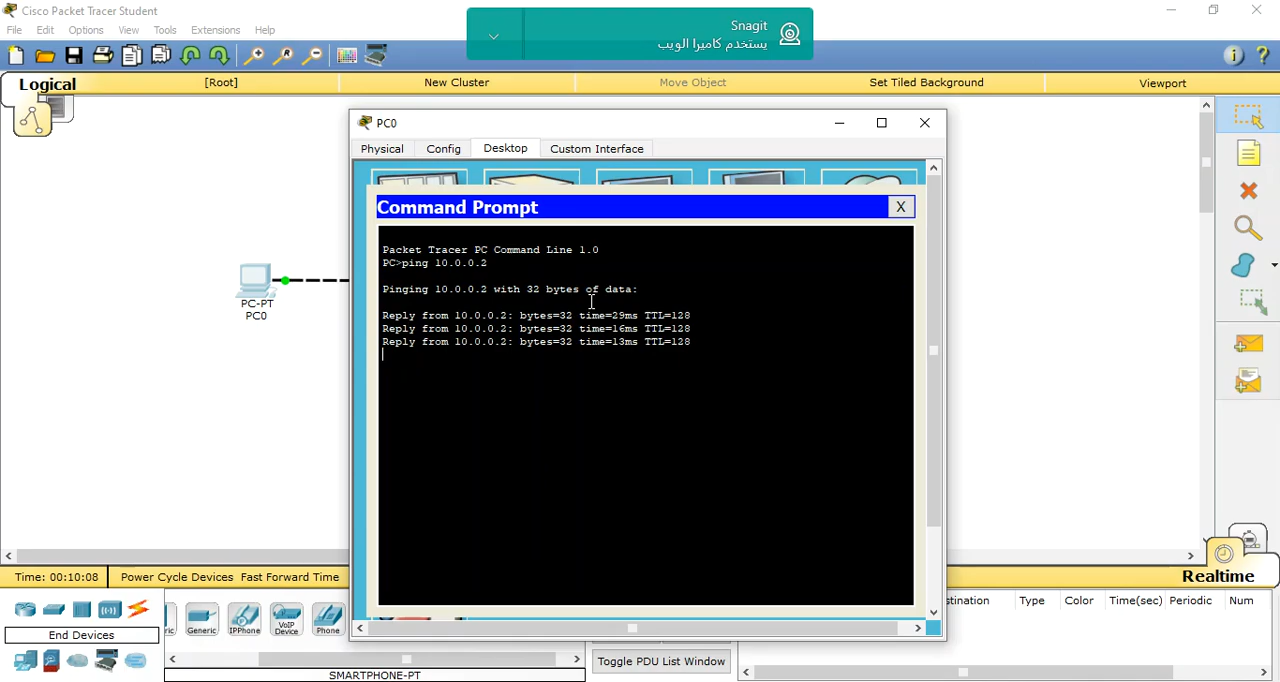 Cisco Packet Tracer Student
File Edit Options View Tools Extensions Help
Snagit
يستخدم كاميرا الويب
Logical [Root] New Cluster Move Object Set Tiled Background Viewport
PC0
Physical Config Desktop Custom Interface
Command Prompt X
Packet Tracer PC Command Line 1.0
PC>ping 10.0.0.2
Pinging 10.0.0.2 with 32 bytes of data:
Reply from 10.0.0.2: bytes=32 time=29ms TTL=128
Reply from 10.0.0.2: bytes=32 time=16ms TTL=128
Reply from 10.0.0.2: bytes=32 time=13ms TTL=128
PC-PT
PC0
Time: 00:10:08 Power Cycle Devices Fast Forward Time Realtime
End Devices
Generic IPPhone VoIP Device Phone
SMARTPHONE-PT
Toggle PDU List Window
Type Color Time(sec) Periodic Num